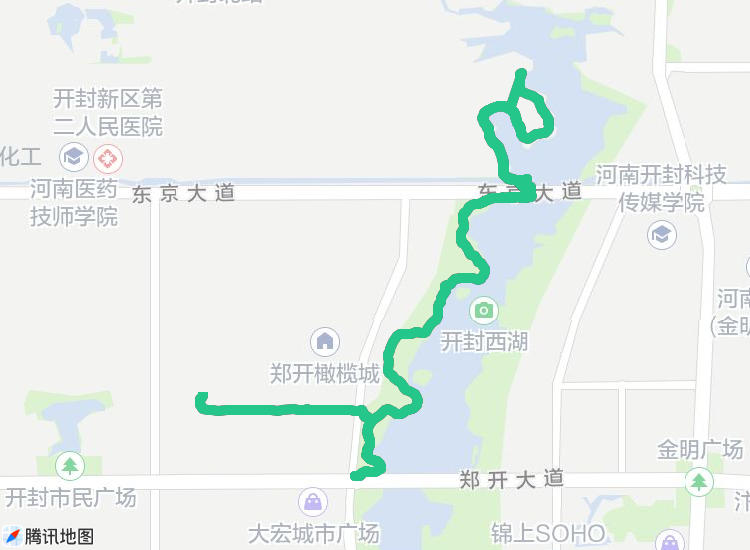 开封新区第
二人民医院
化工
河南医药
技师学院
东京大道
东京大道
河南开封科技
传媒学院
河南
(金明
开封西湖
郑开橄榄城
金明广场
郑开大道
开封市民广场
大宏城市广场
锦上SOHO
汴
腾讯地图